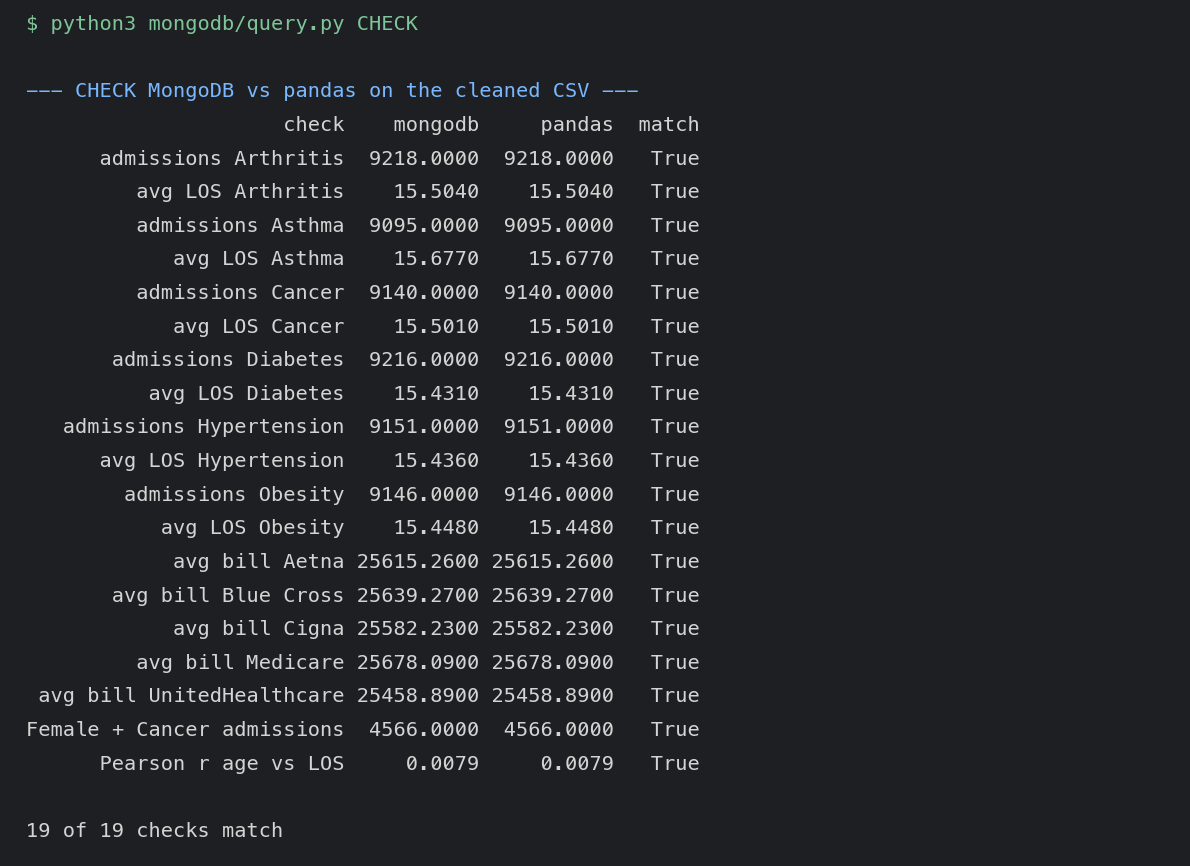 $ python3 mongodb/query.py CHECK
--- CHECK MongoDB vs pandas on the cleaned CSV ---
check mongodb pandas match
admissions Arthritis 9218.0000 9218.0000 True
avg LOS Arthritis 15.5040 15.5040 True
admissions Asthma 9095.0000 9095.0000 True
avg LOS Asthma 15.6770 15.6770 True
admissions Cancer 9140.0000 9140.0000 True
avg LOS Cancer 15.5010 15.5010 True
admissions Diabetes 9216.0000 9216.0000 True
avg LOS Diabetes 15.4310 15.4310 True
admissions Hypertension 9151.0000 9151.0000 True
avg LOS Hypertension 15.4360 15.4360 True
admissions Obesity 9146.0000 9146.0000 True
avg LOS Obesity 15.4480 15.4480 True
avg bill Aetna 25615.2600 25615.2600 True
avg bill Blue Cross 25639.2700 25639.2700 True
avg bill Cigna 25582.2300 25582.2300 True
avg bill Medicare 25678.0900 25678.0900 True
avg bill UnitedHealthcare 25458.8900 25458.8900 True
Female + Cancer admissions 4566.0000 4566.0000 True
Pearson r age vs LOS 0.0079 0.0079 True
19 of 19 checks match